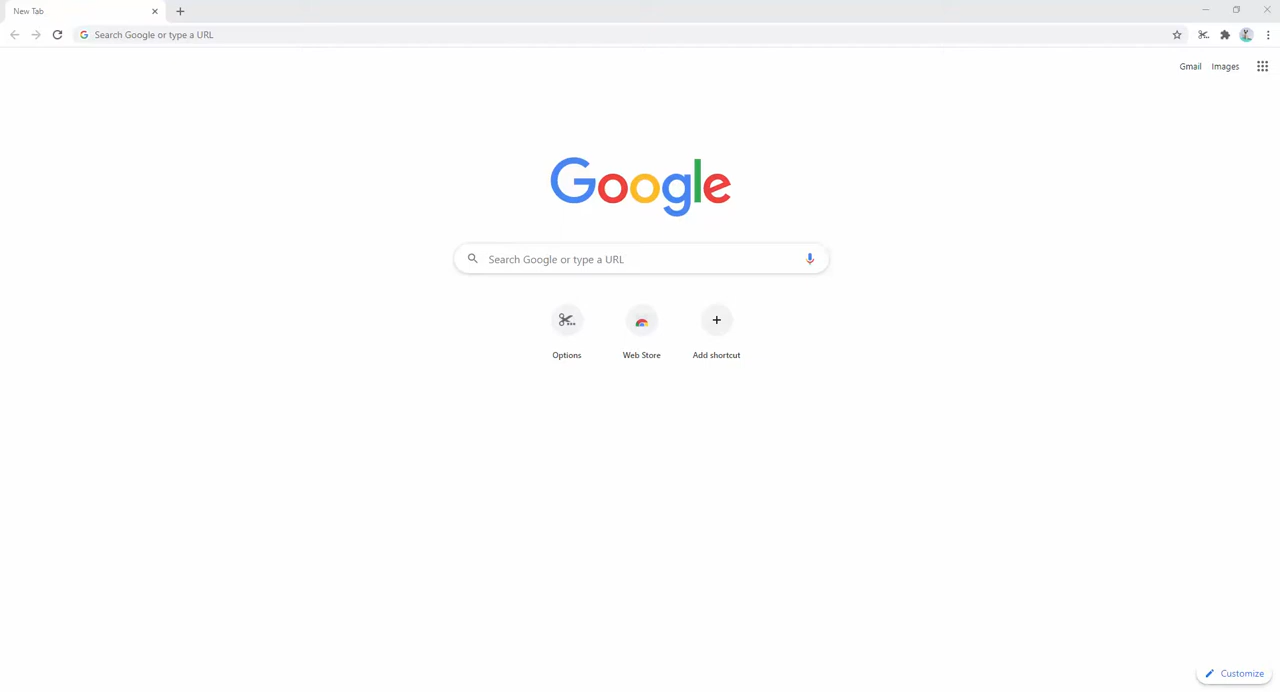 New Tab
Search Google or type a URL
Gmail Images
Google
Search Google or type a URL
Options Web Store Add shortcut
Customize